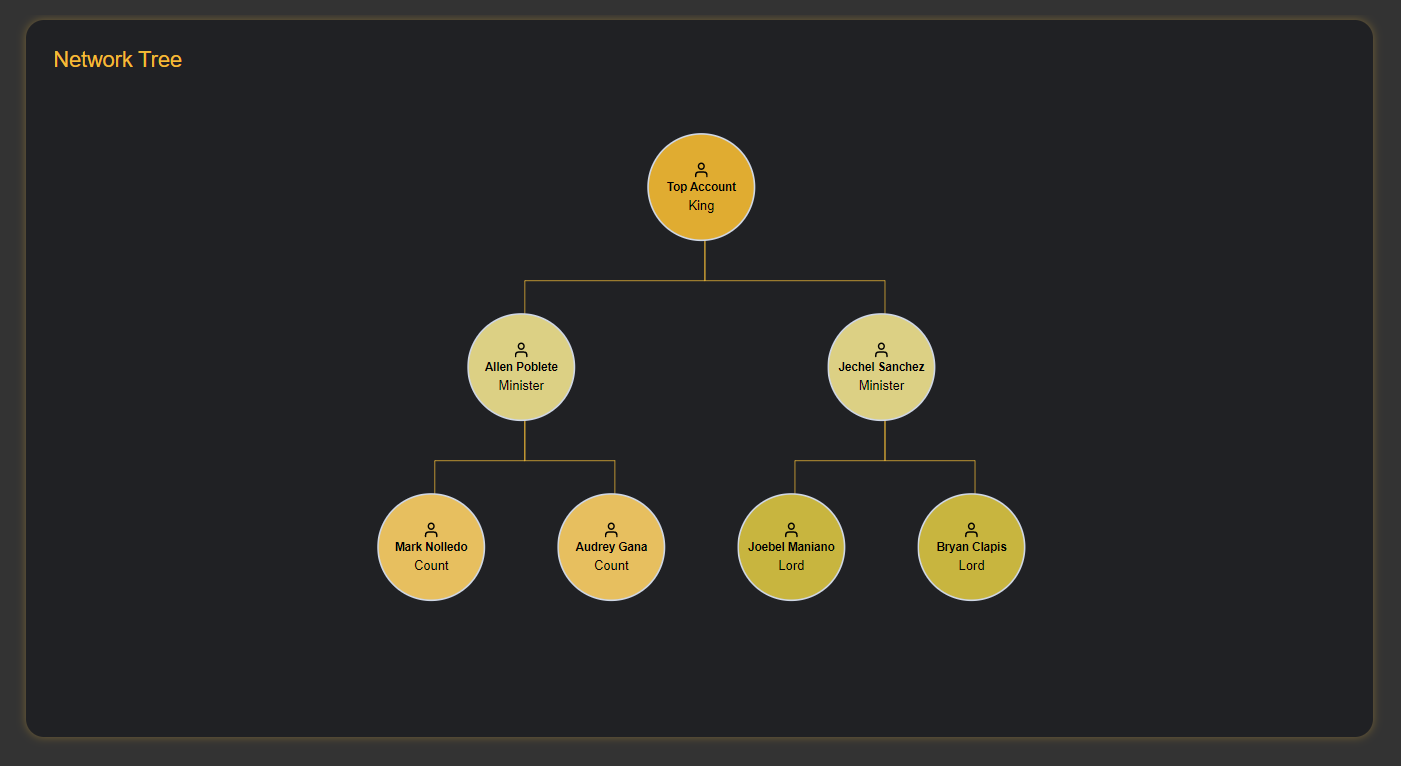 Network Tree
Top Account
King
Allen Poblete
Minister
Jechel Sanchez
Minister
Mark Nolledo
Count
Audrey Gana
Count
Joebel Maniano
Lord
Bryan Clapis
Lord